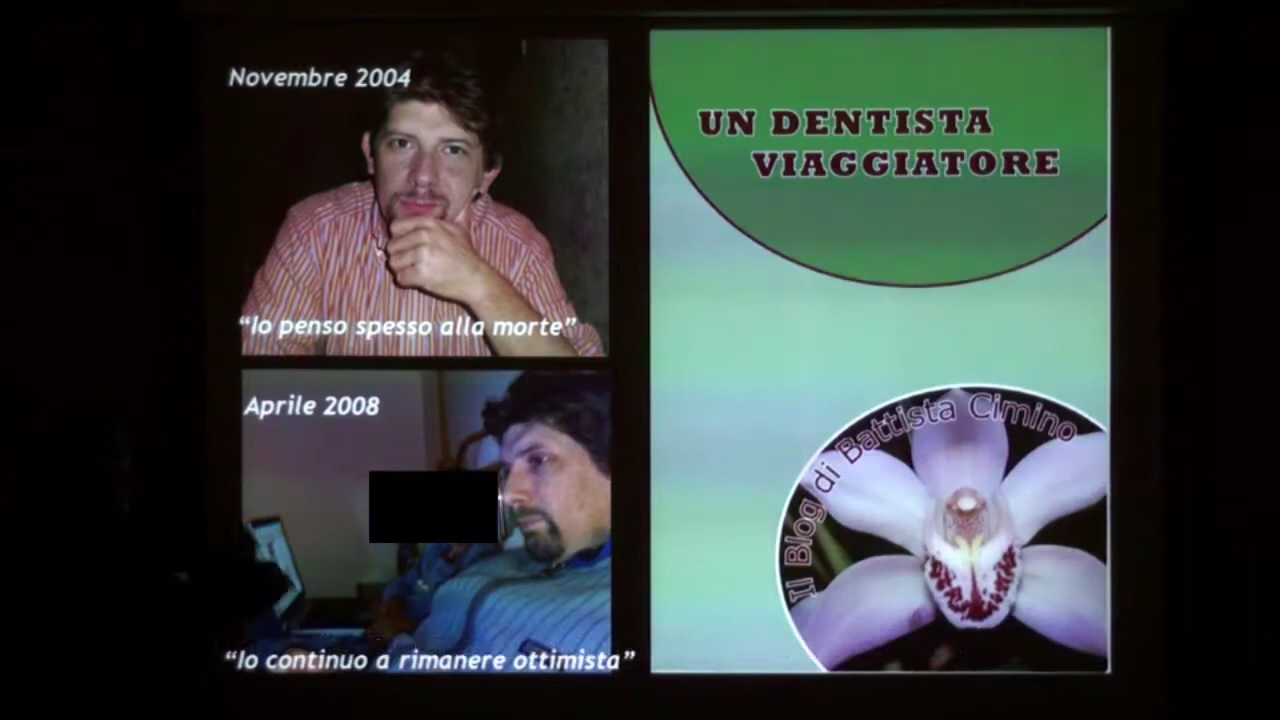 Novembre 2004
“Io penso spesso alla morte”
Aprile 2008
“Io continuo a rimanere ottimista”
UN DENTISTA
VIAGGIATORE
Il Blog di Battista Cimino